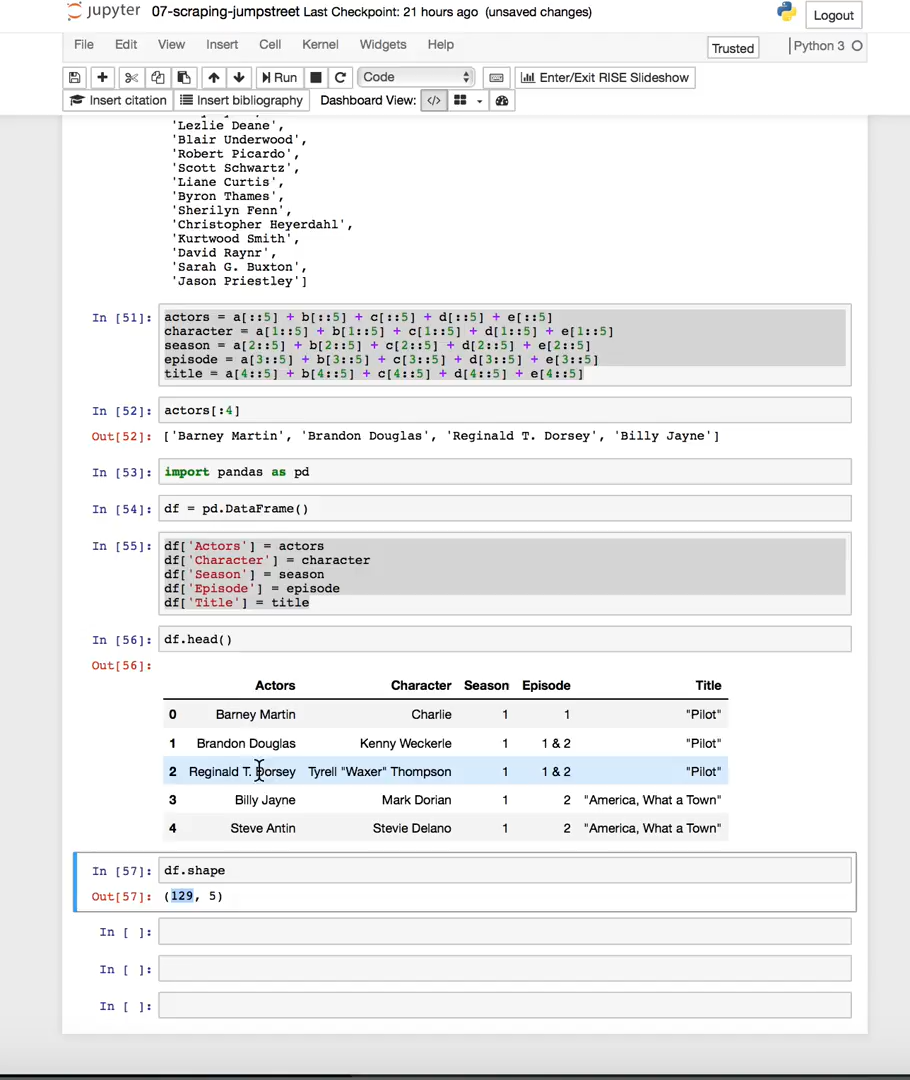 jupyter 07-scraping-jumpstreet Last Checkpoint: 21 hours ago (unsaved changes)
Logout
File Edit View Insert Cell Kernel Widgets Help
Trusted
Python 3
Run
Code
Enter/Exit RISE Slideshow
Insert citation
Insert bibliography
Dashboard View:
'Lezlie Deane',
'Blair Underwood',
'Robert Picardo',
'Scott Schwartz',
'Liane Curtis',
'Byron Thames',
'Sherilyn Fenn',
'Christopher Heyerdahl',
'Kurtwood Smith',
'David Raynr',
'Sarah G. Buxton',
'Jason Priestley']
In [51]: actors = a[::5] + b[::5] + c[::5] + d[::5] + e[::5]
character = a[1::5] + b[1::5] + c[1::5] + d[1::5] + e[1::5]
season = a[2::5] + b[2::5] + c[2::5] + d[2::5] + e[2::5]
episode = a[3::5] + b[3::5] + c[3::5] + d[3::5] + e[3::5]
title = a[4::5] + b[4::5] + c[4::5] + d[4::5] + e[4::5]
In [52]: actors[:4]
Out[52]: ['Barney Martin', 'Brandon Douglas', 'Reginald T. Dorsey', 'Billy Jayne']
In [53]: import pandas as pd
In [54]: df = pd.DataFrame()
In [55]: df['Actors'] = actors
df['Character'] = character
df['Season'] = season
df['Episode'] = episode
df['Title'] = title
In [56]: df.head()
Out[56]:
Actors Character Season Episode Title
0 Barney Martin Charlie 1 1 "Pilot"
1 Brandon Douglas Kenny Weckerle 1 1 & 2 "Pilot"
2 Reginald T. Dorsey Tyrell "Waxer" Thompson 1 1 & 2 "Pilot"
3 Billy Jayne Mark Dorian 1 2 "America, What a Town"
4 Steve Antin Stevie Delano 1 2 "America, What a Town"
In [57]: df.shape
Out[57]: (129, 5)
In [ ]:
In [ ]:
In [ ]: